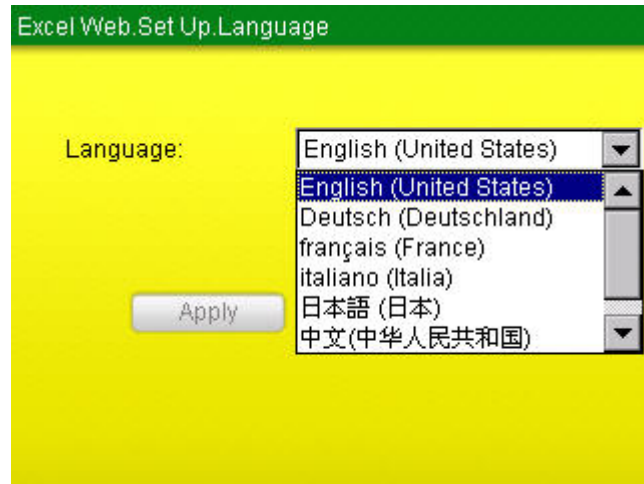 Excel Web.Set Up.Language
Language:
English (United States)
English (United States)
Deutsch (Deutschland)
français (France)
italiano (Italia)
日本語 (日本)
中文(中华人民共和国)
Apply